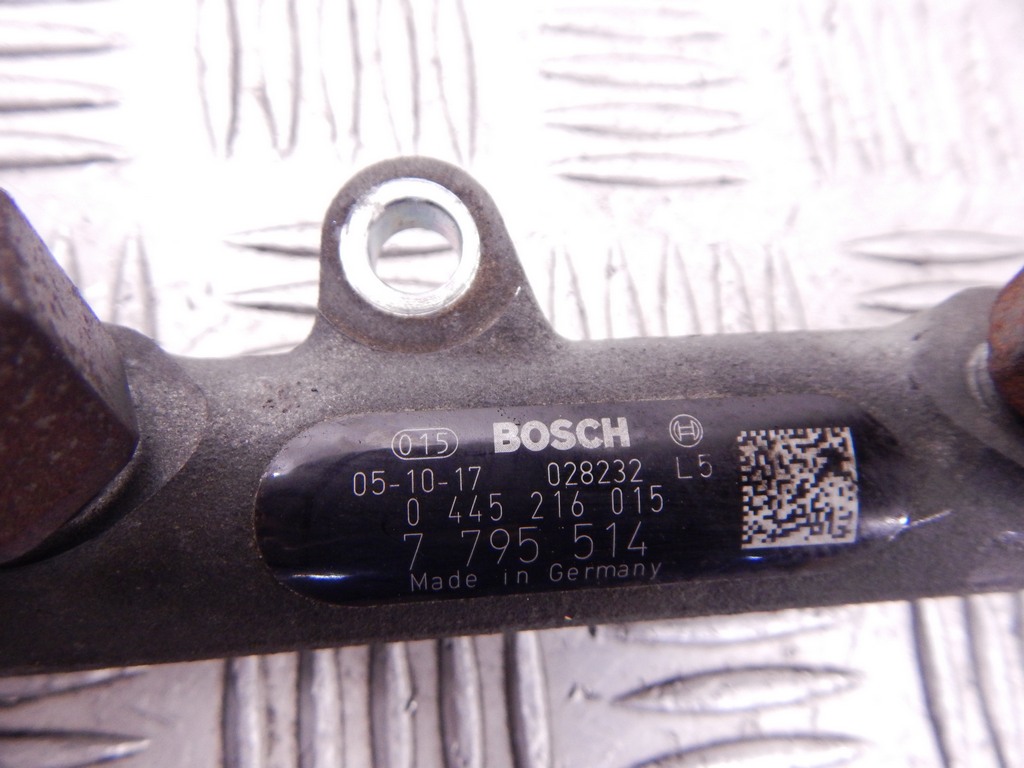 015 BOSCH
05-10-17 028232 L5
0 445 216 015
7 795 514
Made in Germany